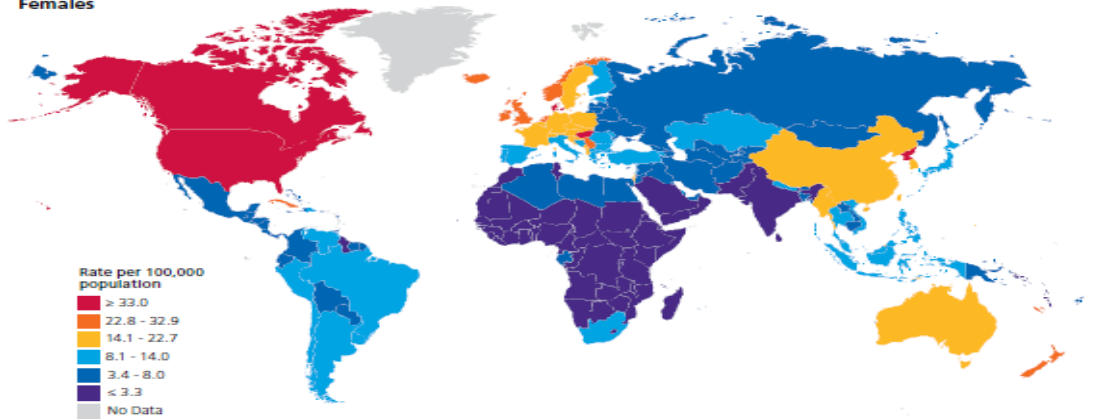 Females
Rate per 100,000
population
≥ 33.0
22.8 - 32.9
14.1 - 22.7
8.1 - 14.0
3.4 - 8.0
≤ 3.3
No Data